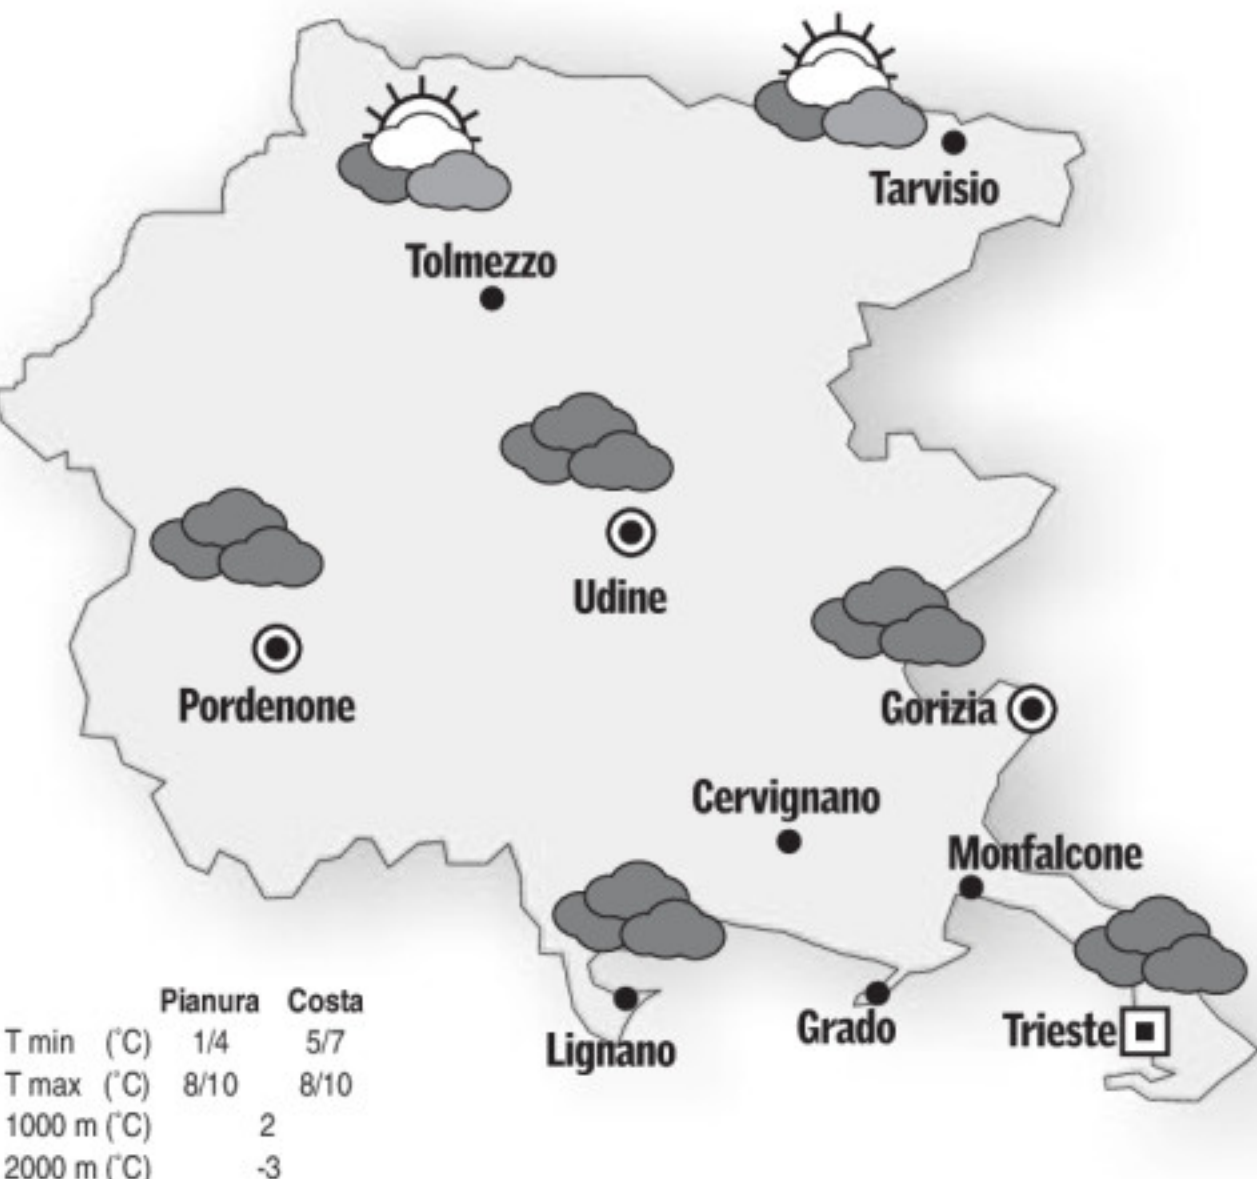 Tarvisio
Tolmezzo
Udine
Pordenone
Gorizia
Cervignano
Monfalcone
Grado
Trieste
Lignano
Pianura Costa
T min (°C) 1/4 5/7
T max (°C) 8/10 8/10
1000 m (°C) 2
2000 m (°C) -3